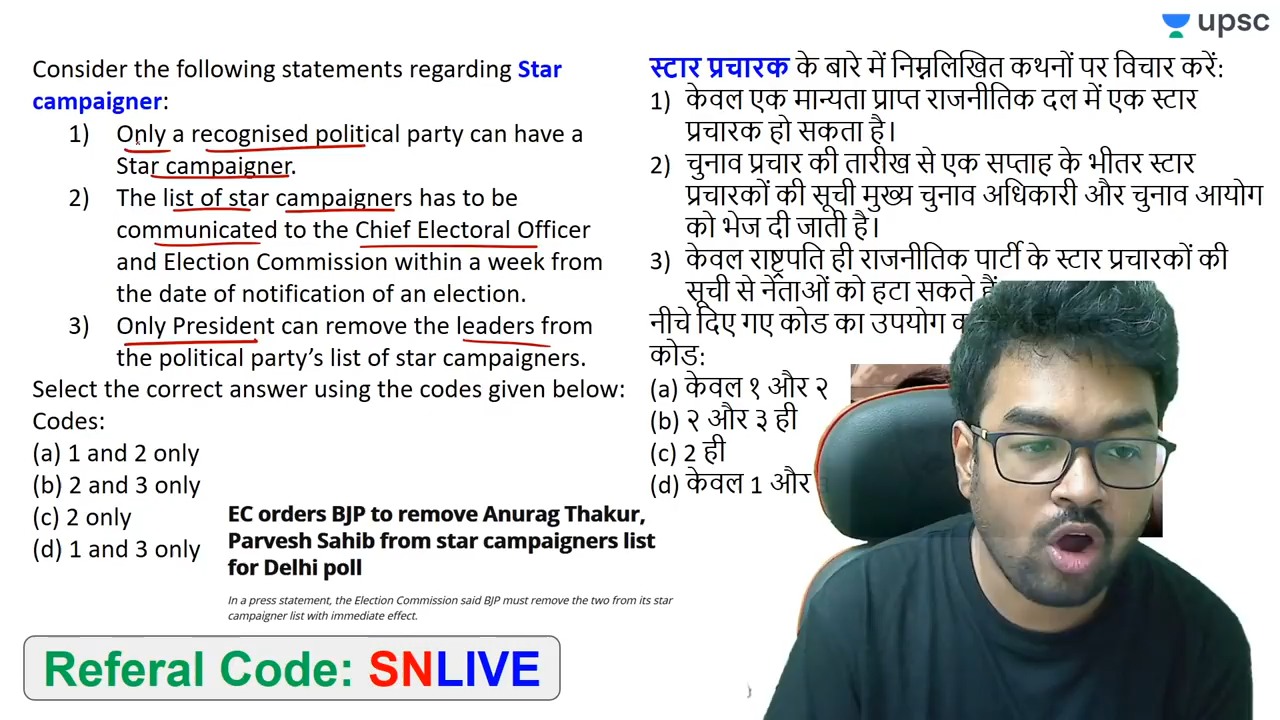 upsc
Consider the following statements regarding Star
campaigner:
1) Only a recognised political party can have a
Star campaigner.
2) The list of star campaigners has to be
communicated to the Chief Electoral Officer
and Election Commission within a week from
the date of notification of an election.
3) Only President can remove the leaders from
the political party’s list of star campaigners.
Select the correct answer using the codes given below:
Codes:
(a) 1 and 2 only
(b) 2 and 3 only
(c) 2 only
(d) 1 and 3 only
EC orders BJP to remove Anurag Thakur,
Parvesh Sahib from star campaigners list
for Delhi poll
In a press statement, the Election Commission said BJP must remove the two from its star
campaigner list with immediate effect.
स्टार प्रचारक के बारे में निम्नलिखित कथनों पर विचार करें:
1) केवल एक मान्यता प्राप्त राजनीतिक दल में एक स्टार
प्रचारक हो सकता है।
2) चुनाव प्रचार की तारीख से एक सप्ताह के भीतर स्टार
प्रचारकों की सूची मुख्य चुनाव अधिकारी और चुनाव आयोग
को भेज दी जाती है।
3) केवल राष्ट्रपति ही राजनीतिक पार्टी के स्टार प्रचारकों की
सूची से नेताओं को हटा सकते हैं
नीचे दिए गए कोड का उपयोग
कोड:
(a) केवल १ और २
(b) २ और ३ ही
(c) 2 ही
(d) केवल 1 और
Referal Code: SNLIVE